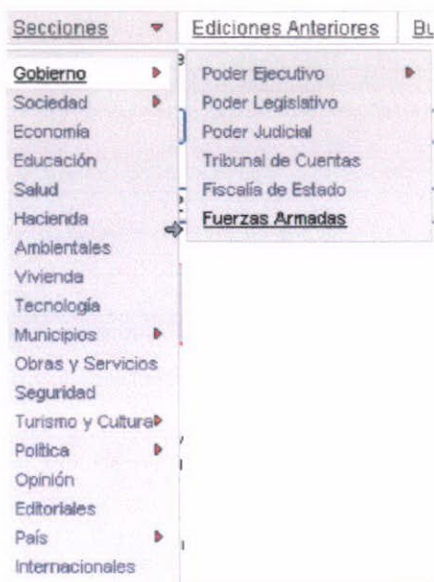 Secciones
Ediciones Anteriores
Gobierno
Sociedad
Economía
Educación
Salud
Hacienda
Ambientales
Vivienda
Tecnología
Municipios
Obras y Servicios
Seguridad
Turismo y Cultura
Política
Opinión
Editoriales
País
Internacionales
Poder Ejecutivo
Poder Legislativo
Poder Judicial
Tribunal de Cuentas
Fiscalía de Estado
Fuerzas Armadas